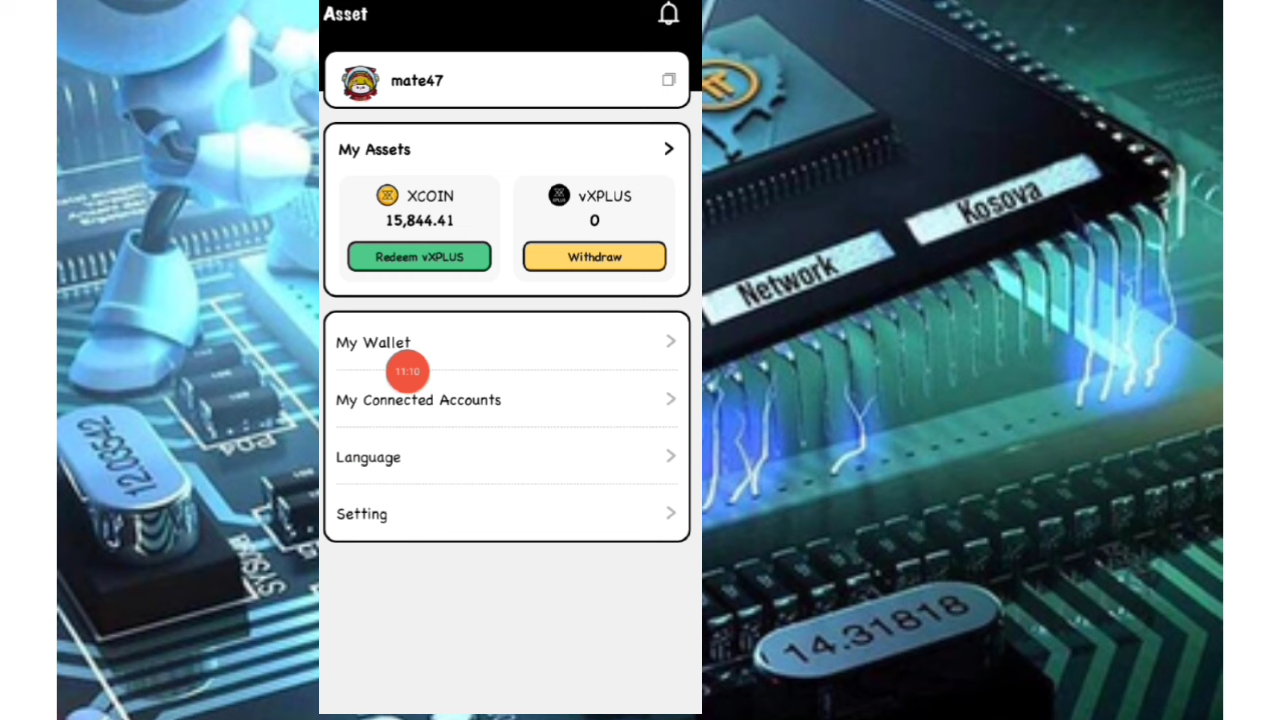 Asset
mate47
My Assets
XCOIN
15,844.41
Redeem vXPLUS
vXPLUS
0
Withdraw
My Wallet
11:10
My Connected Accounts
Language
Setting
Network
Kosova
12.03542
14.31818